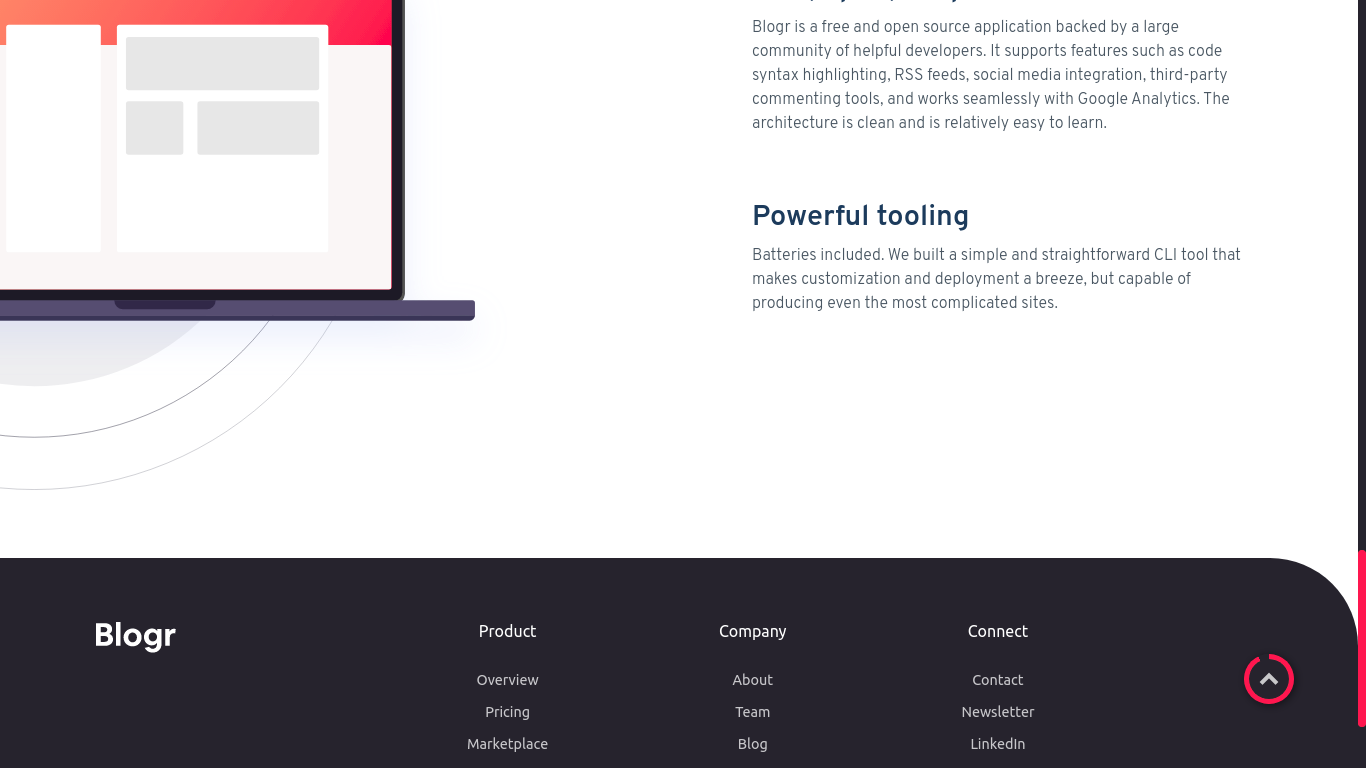 Blogr is a free and open source application backed by a large
community of helpful developers. It supports features such as code
syntax highlighting, RSS feeds, social media integration, third-party
commenting tools, and works seamlessly with Google Analytics. The
architecture is clean and is relatively easy to learn.
Powerful tooling
Batteries included. We built a simple and straightforward CLI tool that
makes customization and deployment a breeze, but capable of
producing even the most complicated sites.
Blogr
Product
Overview
Pricing
Marketplace
Company
About
Team
Blog
Connect
Contact
Newsletter
LinkedIn